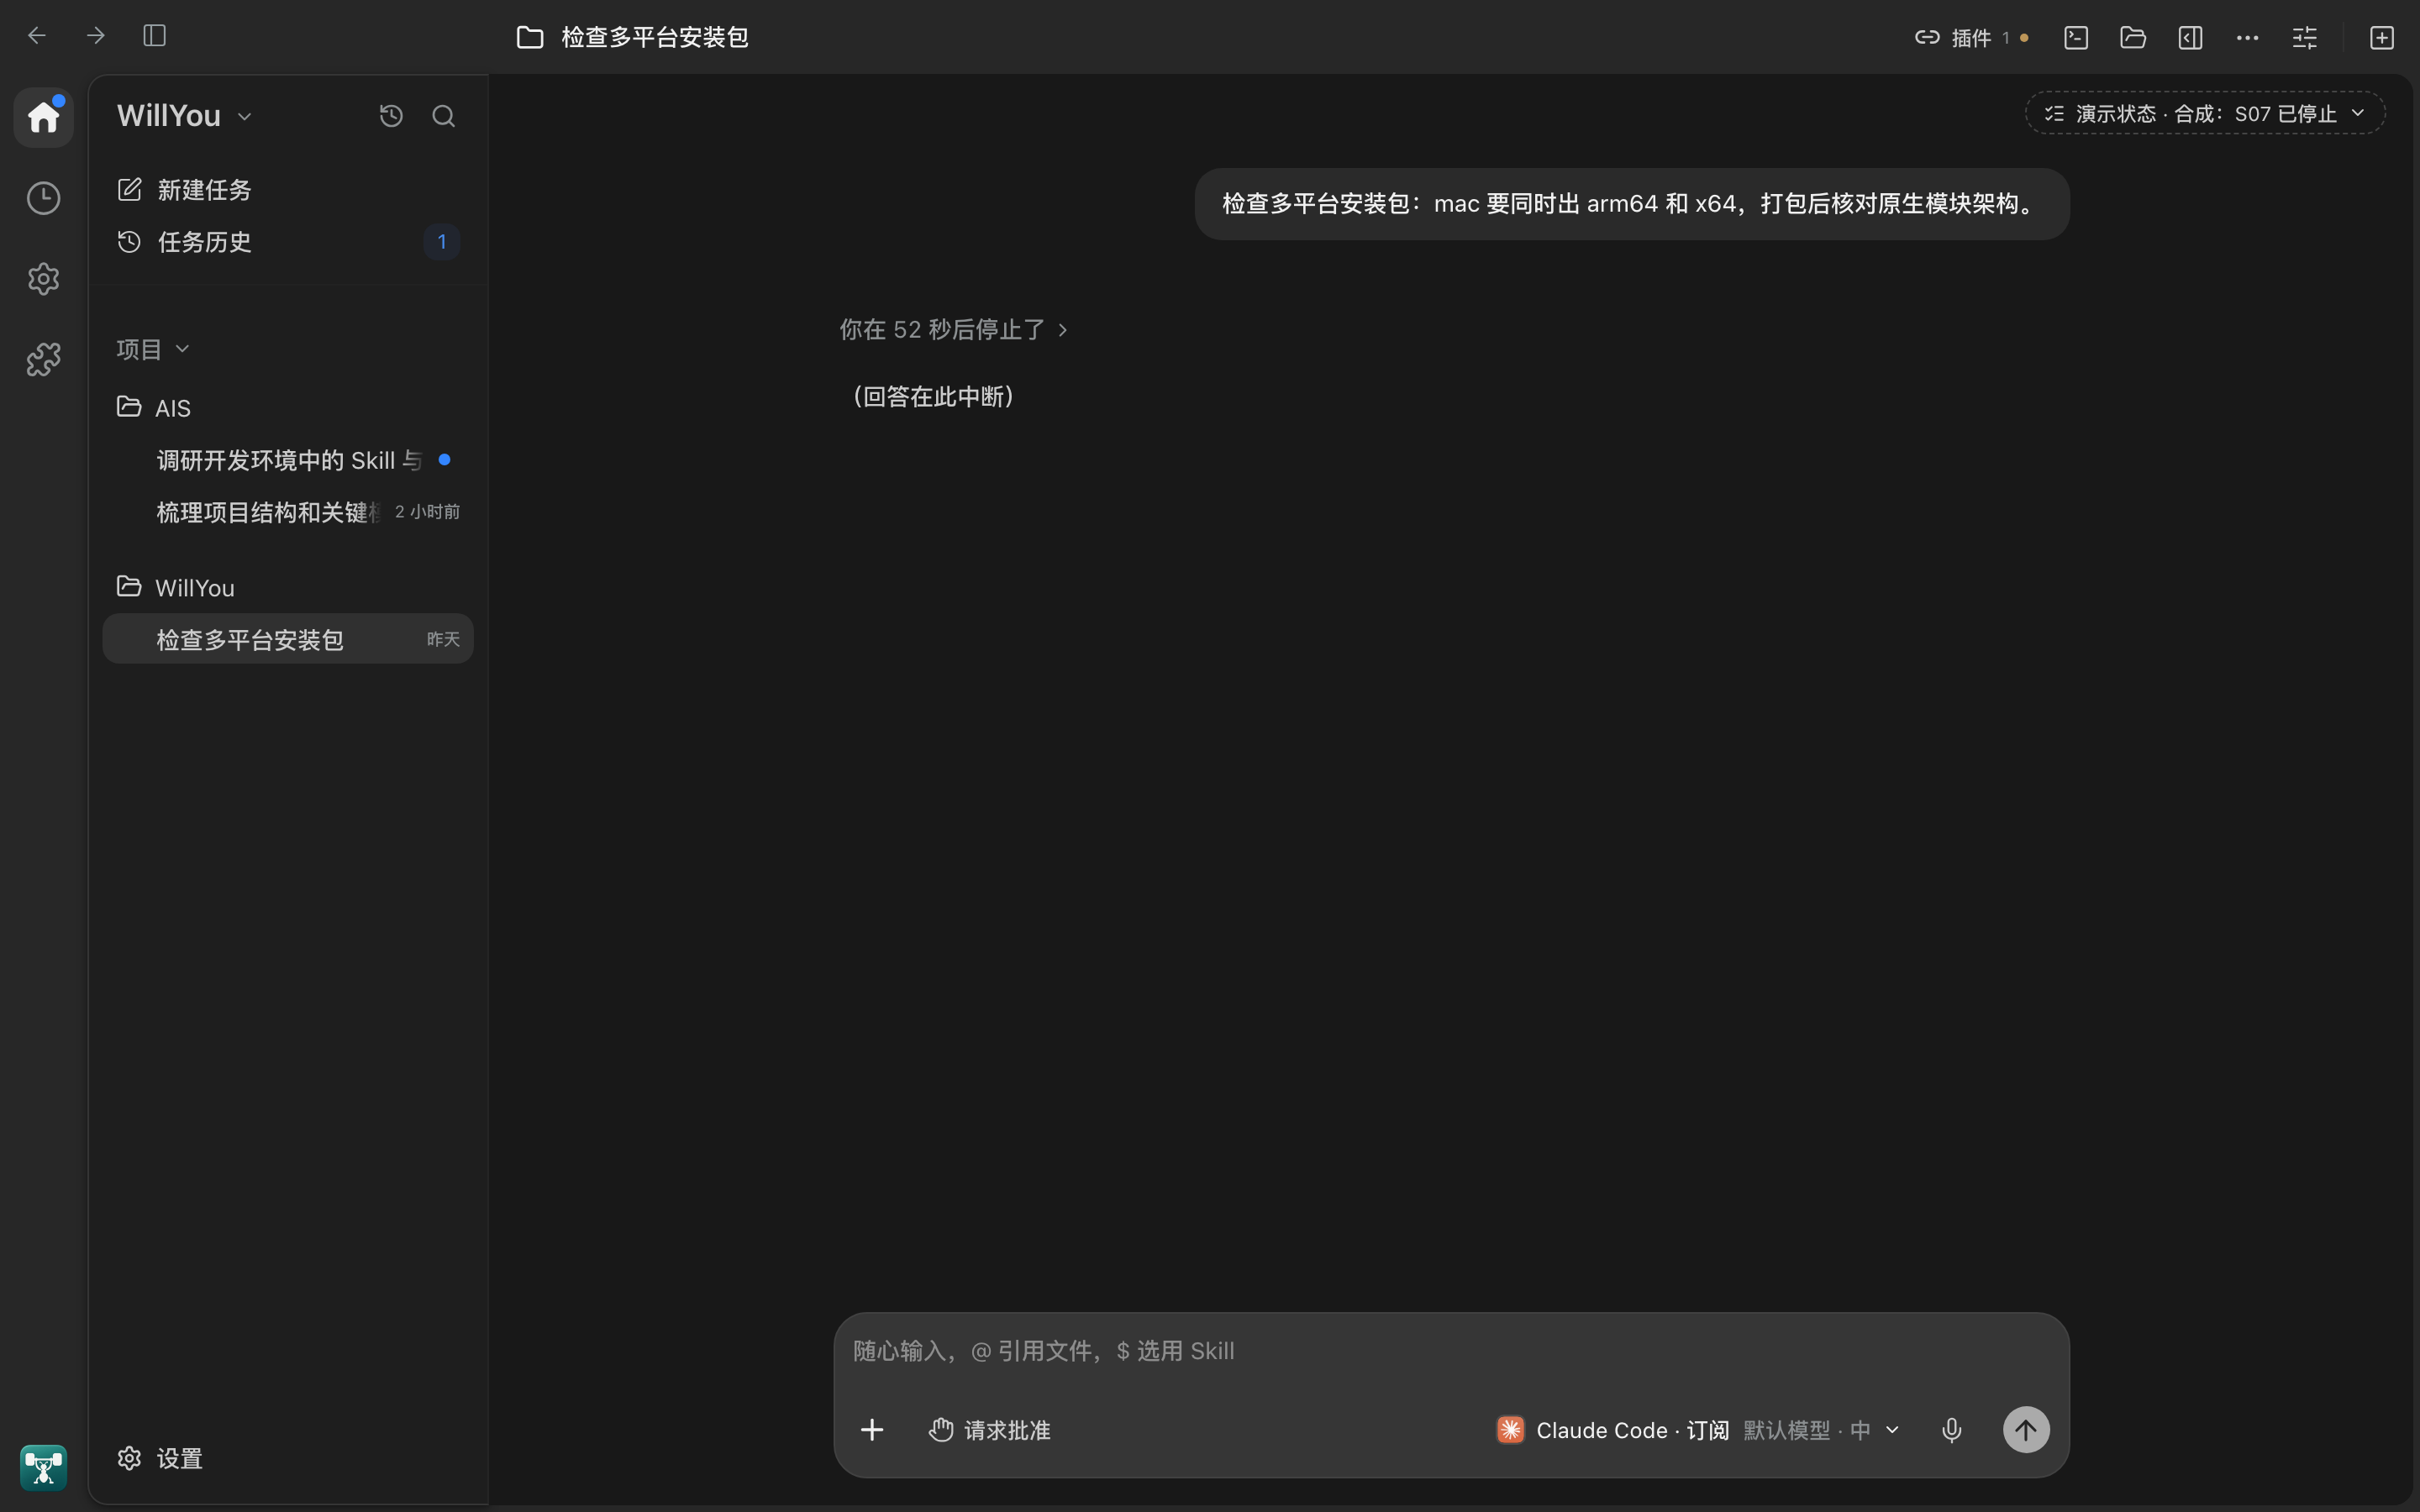 检查多平台安装包
插件 1
WillYou
演示状态 · 合成：S07 已停止
新建任务
任务历史 1
检查多平台安装包：mac 要同时出 arm64 和 x64，打包后核对原生模块架构。
你在 52 秒后停止了
（回答在此中断）
项目
AIS
调研开发环境中的 Skill 与
梳理项目结构和关键 2 小时前
WillYou
检查多平台安装包 昨天
随心输入，@ 引用文件，$ 选用 Skill
请求批准
Claude Code · 订阅 默认模型 · 中
设置